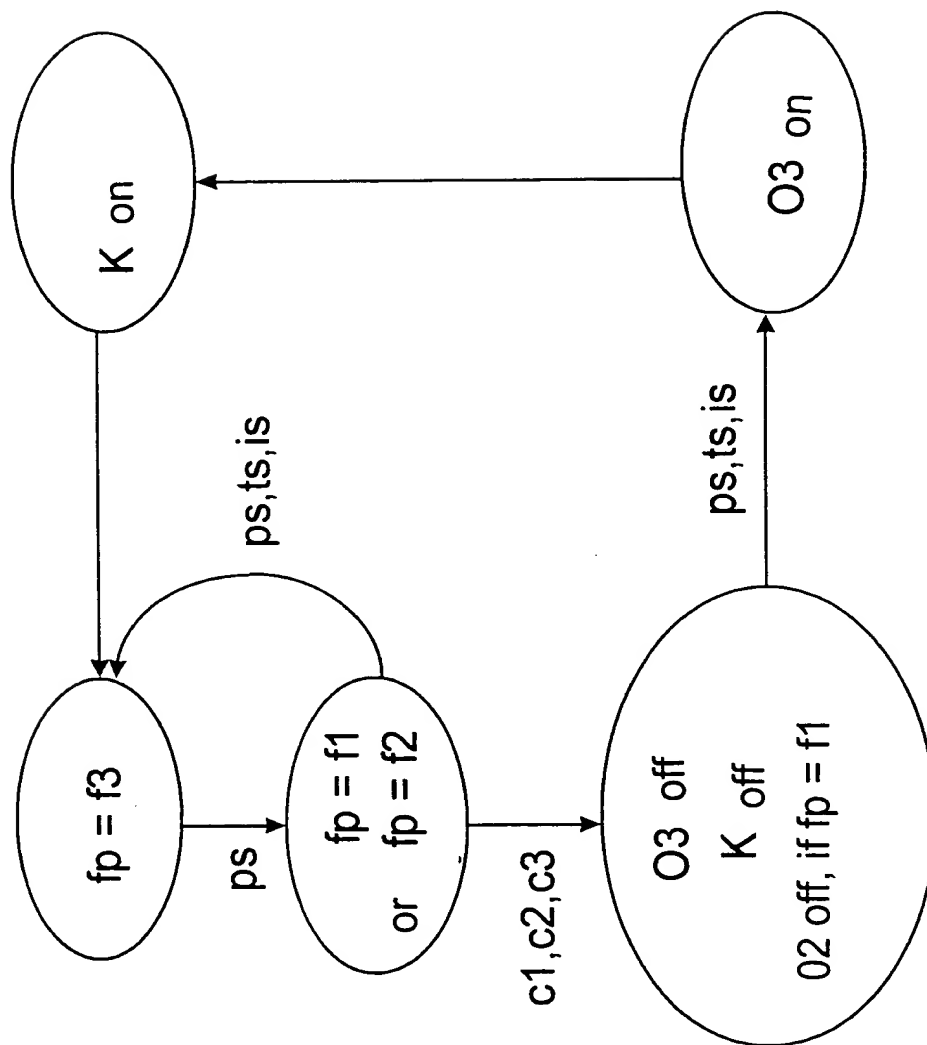 fp = f3
ps
fp = f1
or fp = f2
ps,ts,is
c1,c2,c3
O3 off
K off
02 off, if fp = f1
ps,ts,is
O3 on
K on